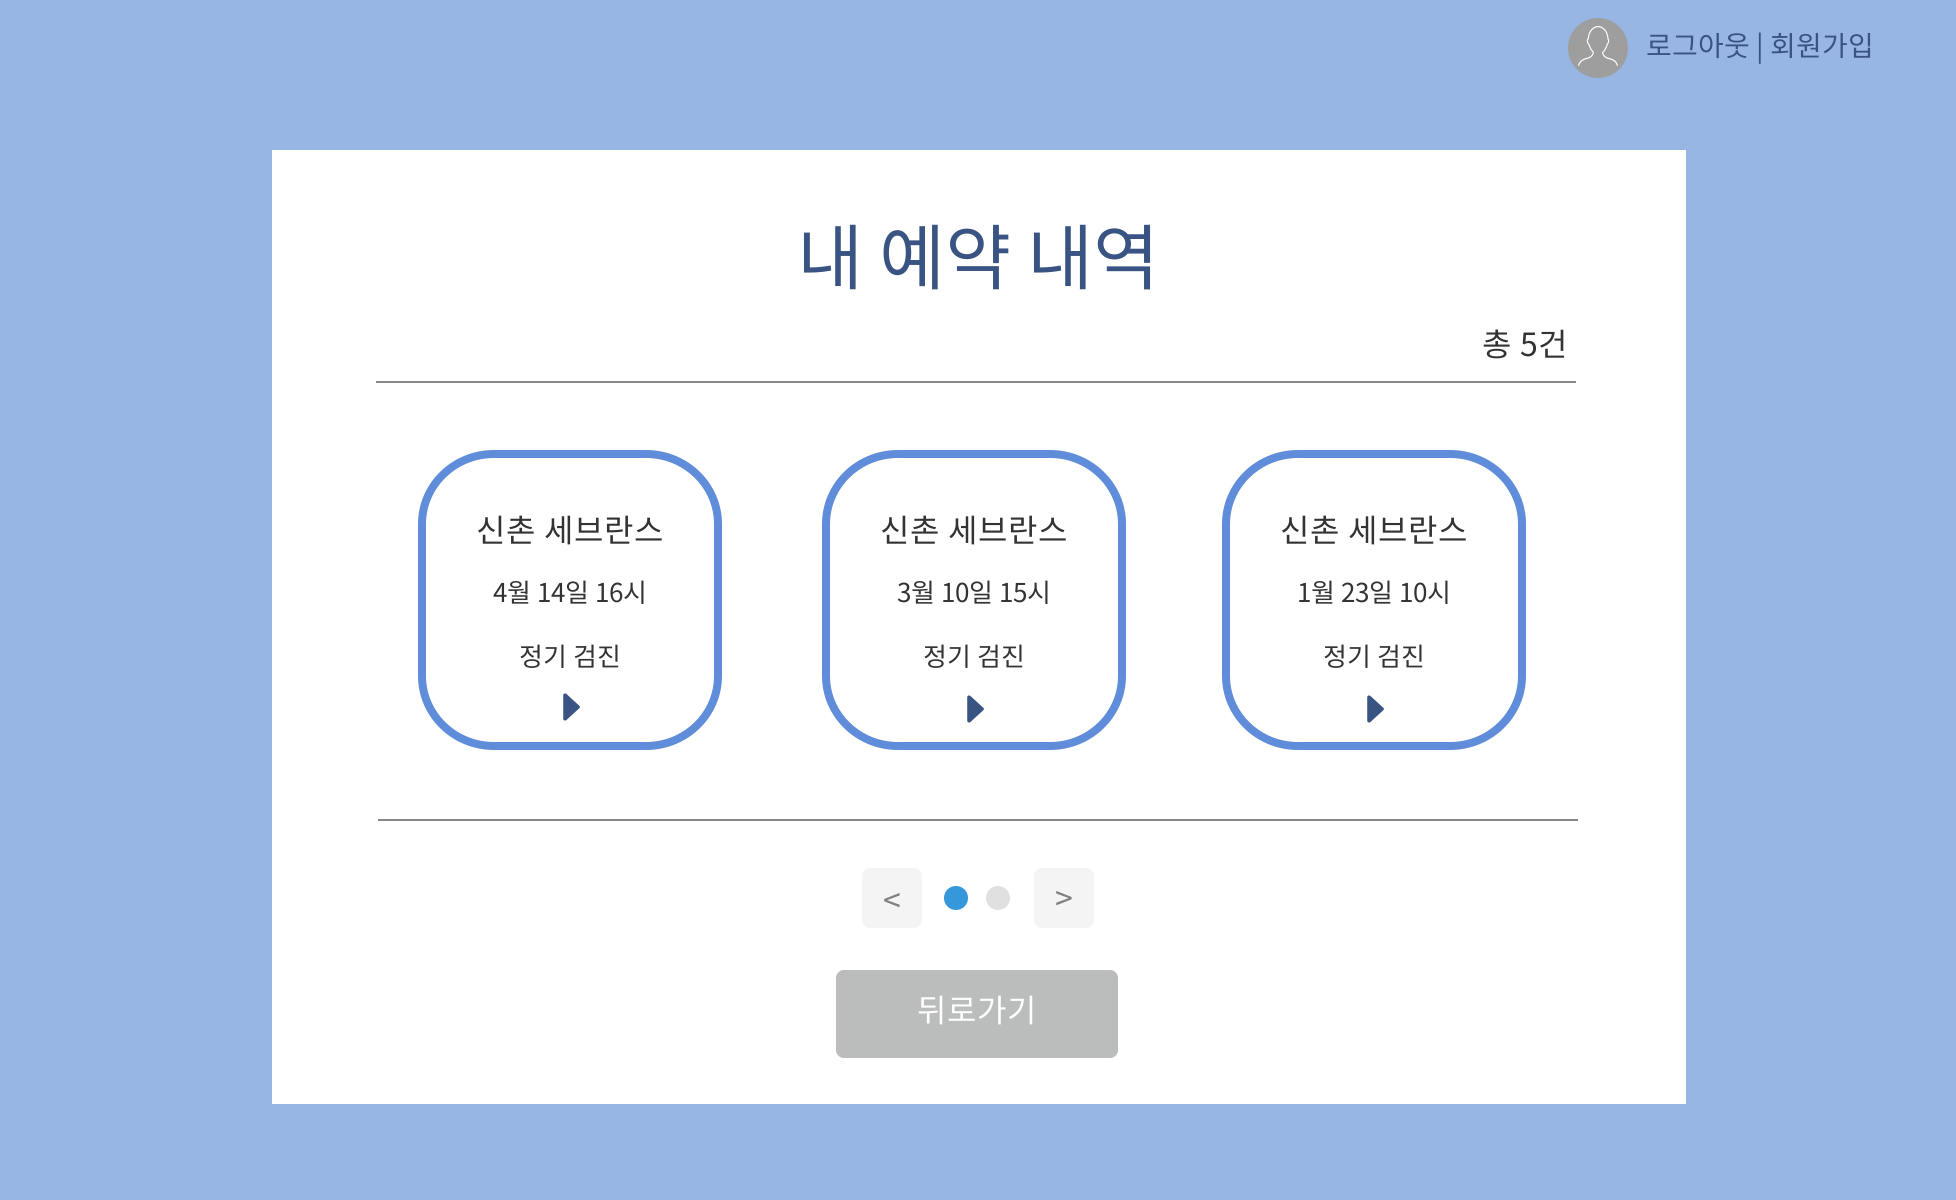 로그아웃 | 회원가입
내 예약 내역
총 5건
신촌 세브란스
4월 14일 16시
정기 검진
신촌 세브란스
3월 10일 15시
정기 검진
신촌 세브란스
1월 23일 10시
정기 검진
< >
뒤로가기